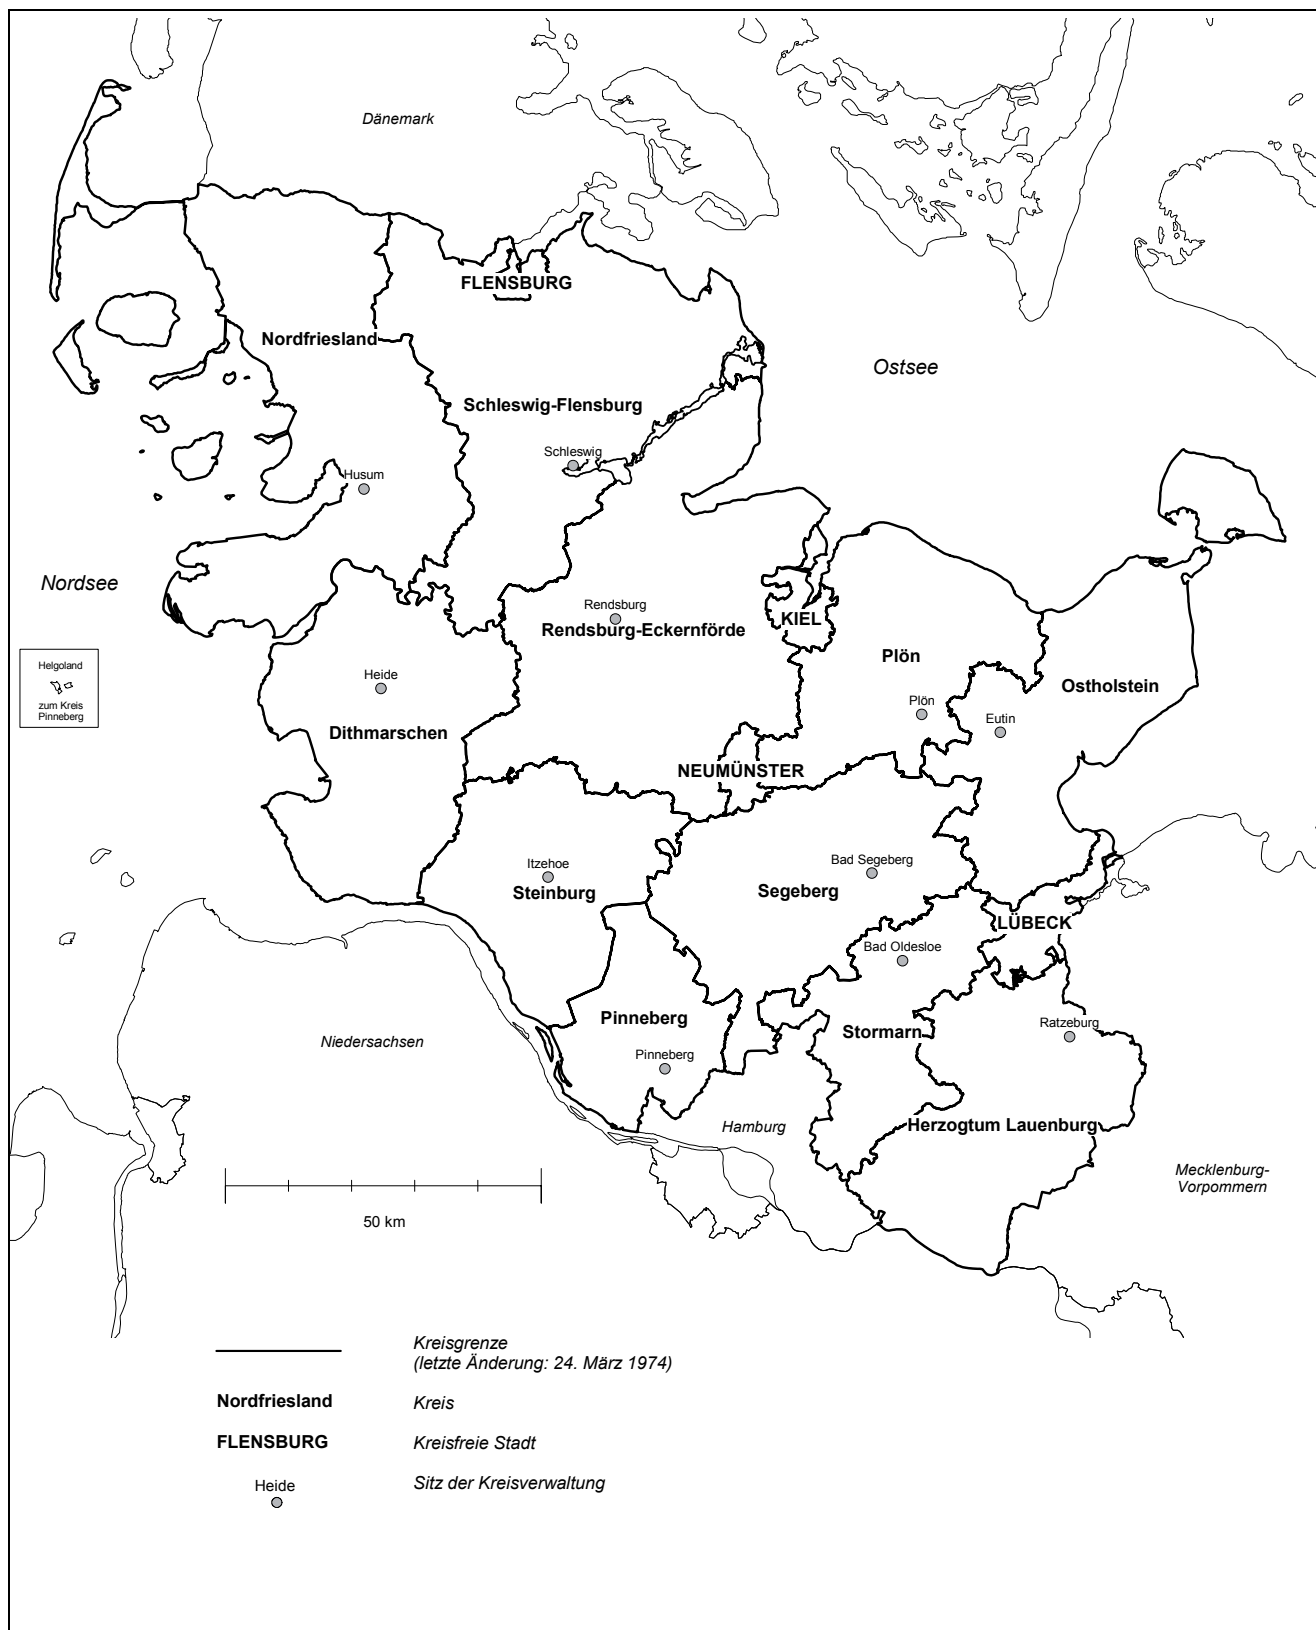 Dänemark
FLENSBURG
Nordfriesland
Ostsee
Schleswig-Flensburg
Schleswig
Husum
Nordsee
Rendsburg
Rendsburg-Eckernförde
KIEL
Plön
Helgoland
zum Kreis
Pinneberg
Heide
Ostholstein
Plön
Eutin
Dithmarschen
NEUMÜNSTER
Itzehoe
Steinburg
Bad Segeberg
Segeberg
LÜBECK
Bad Oldesloe
Pinneberg
Stormarn
Ratzeburg
Niedersachsen
Pinneberg
Hamburg
Herzogtum Lauenburg
Mecklenburg-
Vorpommern
50 km
Kreisgrenze
(letzte Änderung: 24. März 1974)
Nordfriesland Kreis
FLENSBURG Kreisfreie Stadt
Heide Sitz der Kreisverwaltung